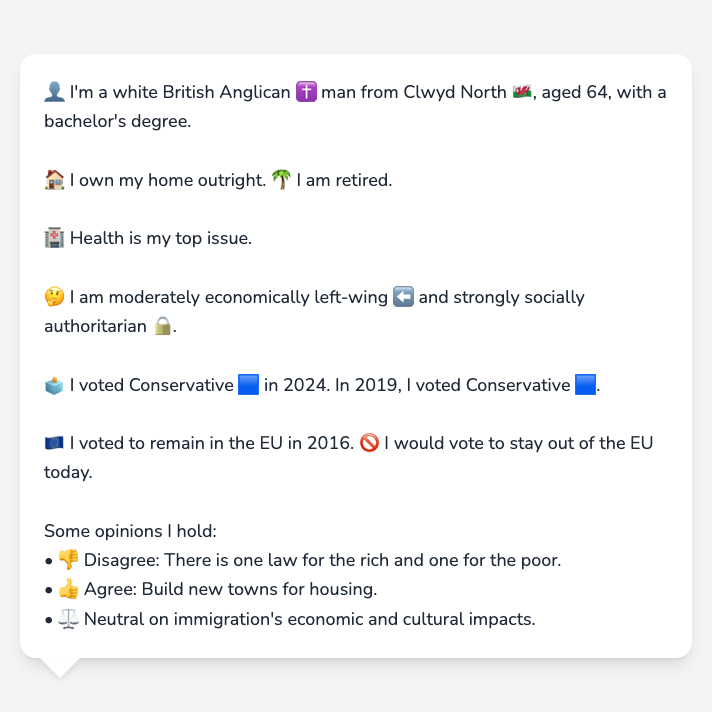 👤 I'm a white British Anglican ✝️ man from Clwyd North 🏴󠁧󠁢󠁷󠁬󠁳󠁿, aged 64, with a
bachelor's degree.
🏠 I own my home outright. 🌴 I am retired.
🏥 Health is my top issue.
🤔 I am moderately economically left-wing ⬅️ and strongly socially
authoritarian 🔒.
🗳️ I voted Conservative 🟦 in 2024. In 2019, I voted Conservative 🟦.
🇪🇺 I voted to remain in the EU in 2016. 🚫 I would vote to stay out of the EU
today.
Some opinions I hold:
• 👎 Disagree: There is one law for the rich and one for the poor.
• 👍 Agree: Build new towns for housing.
• ⚖️ Neutral on immigration's economic and cultural impacts.